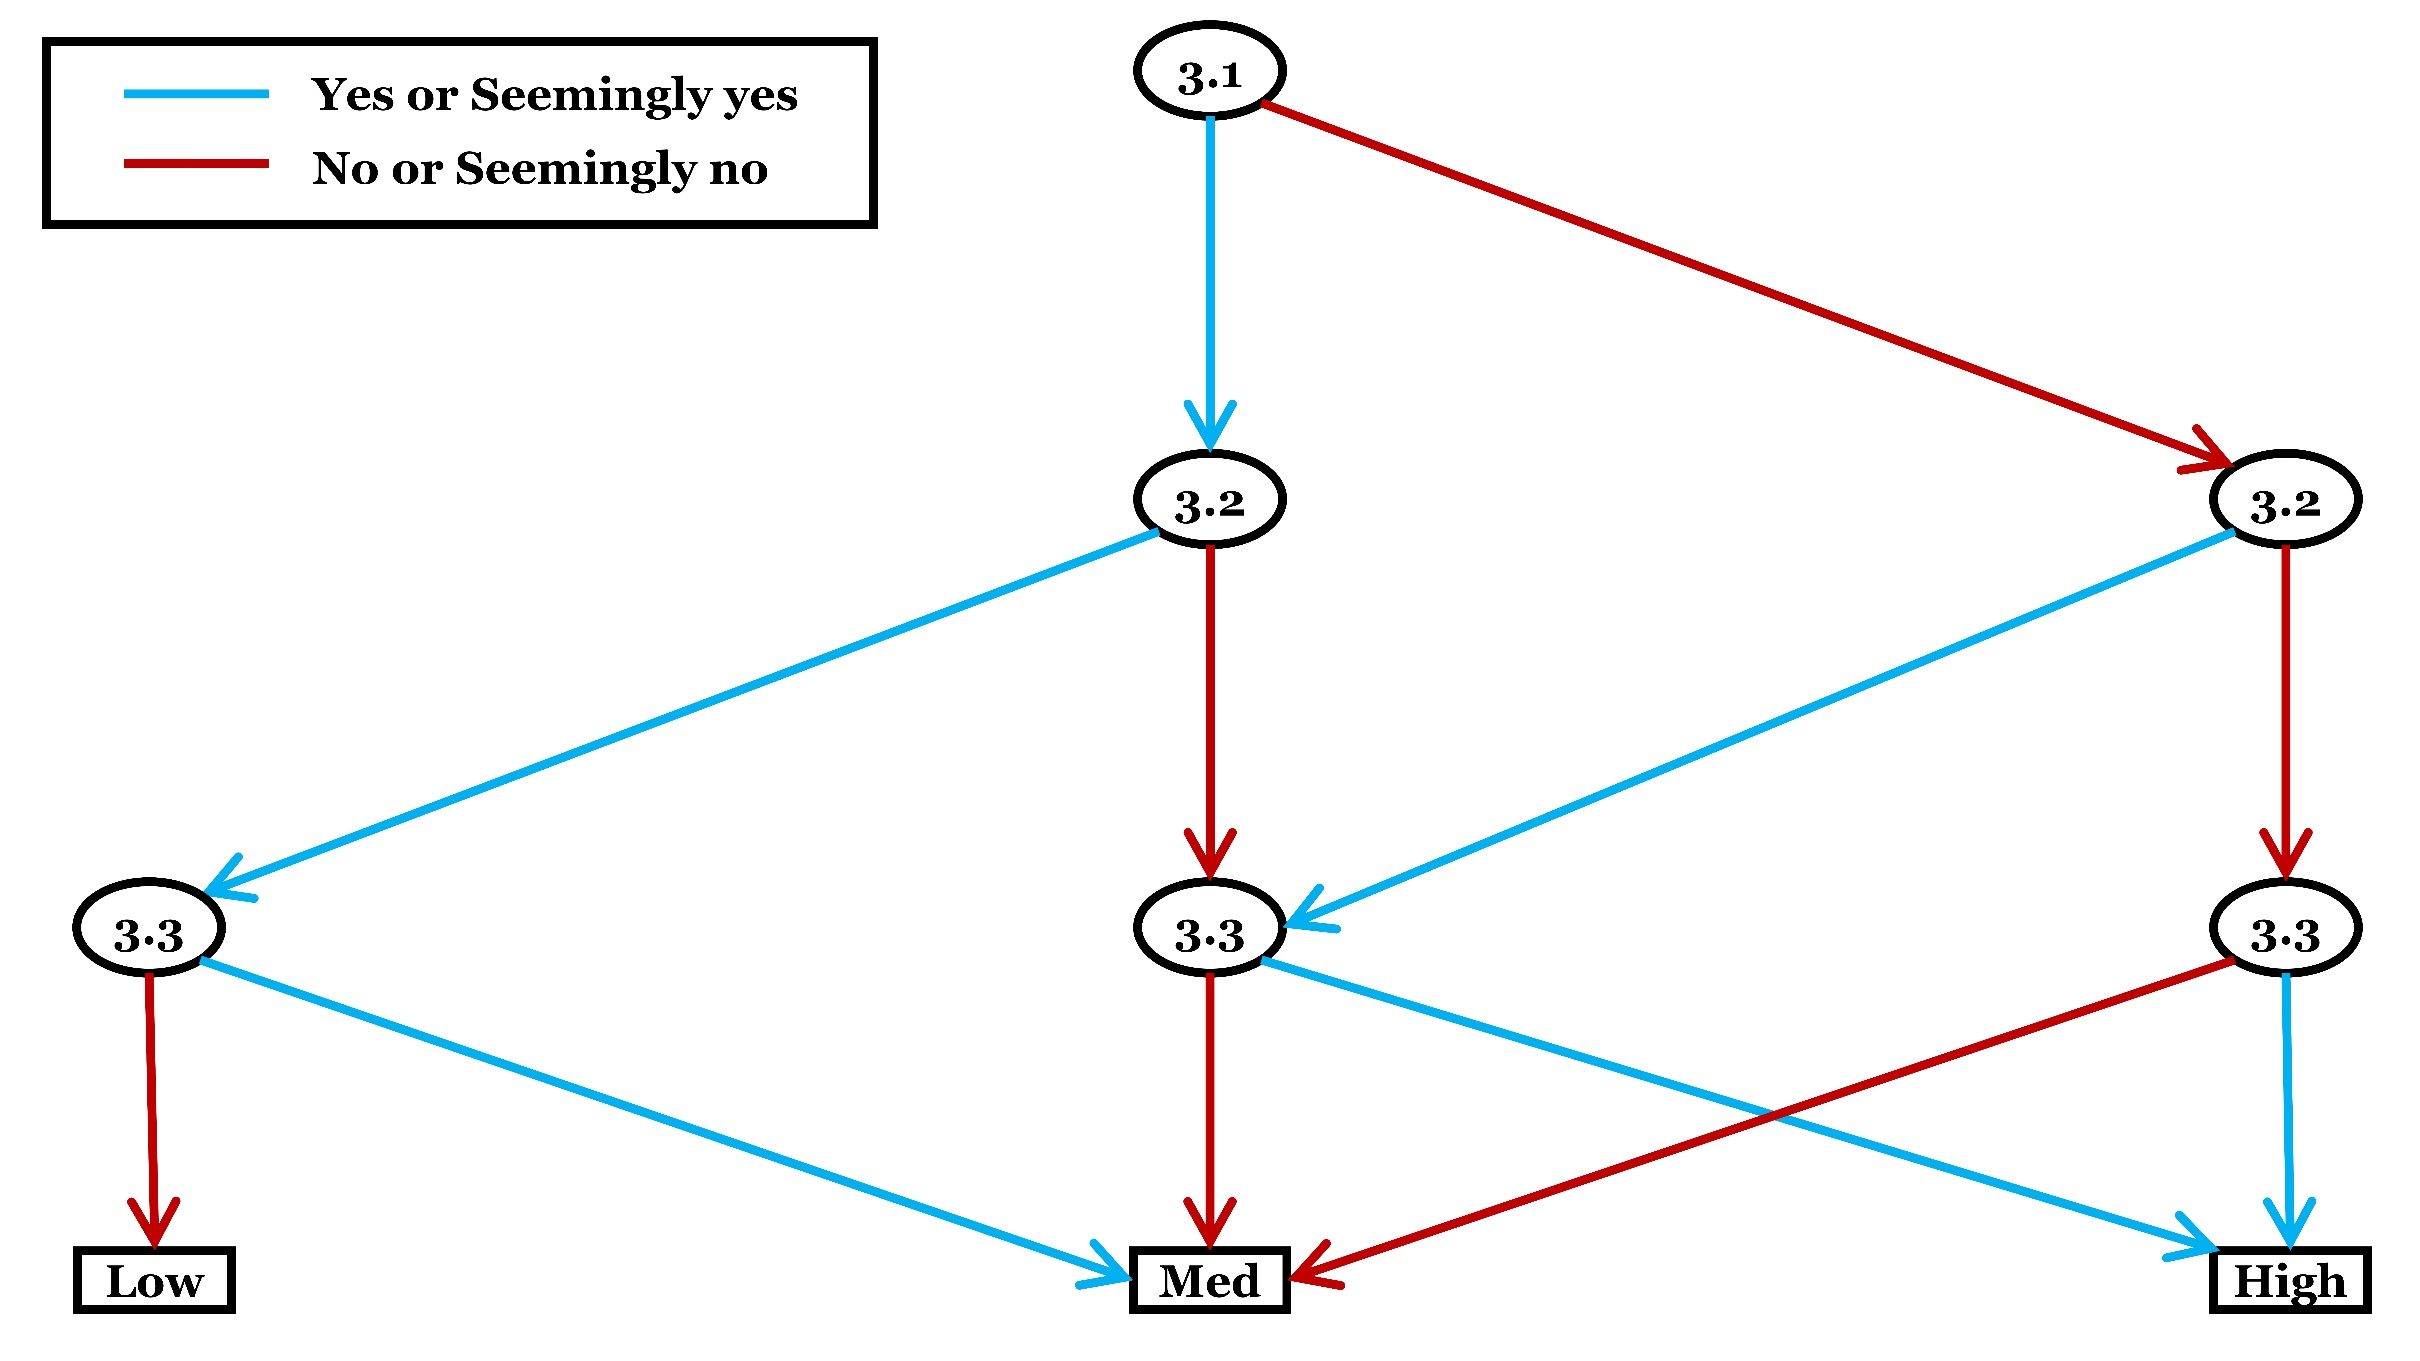 Yes or Seemingly yes
No or Seemingly no
3.1
3.2
3.2
3.3
3.3
3.3
Low
Med
High